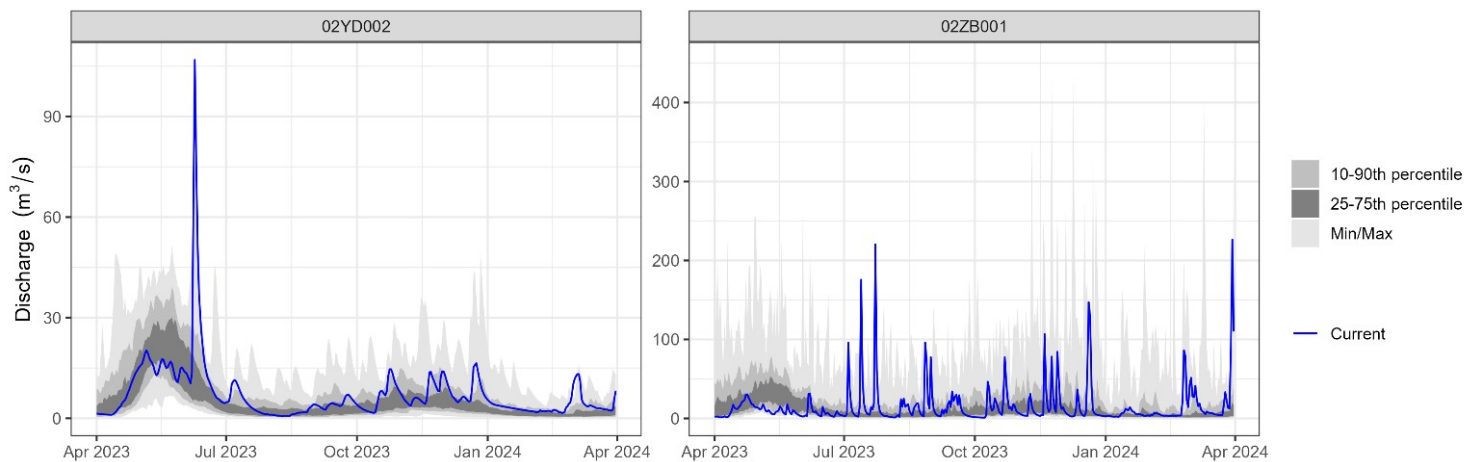 02YD002
02ZB001
Discharge (m³/s)
90
60
30
0
400
300
200
100
0
Apr 2023 Jul 2023 Oct 2023 Jan 2024 Apr 2024
Apr 2023 Jul 2023 Oct 2023 Jan 2024 Apr 2024
10-90th percentile
25-75th percentile
Min/Max
Current